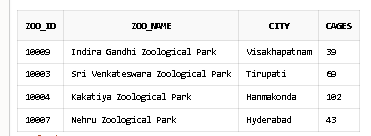 ZOO_ID ZOO_NAME CITY CAGES
10009 Indira Gandhi Zoological Park Visakhapatnam 39
10003 Sri Venkateswara Zoological Park Tirupati 69
10004 Kakatiya Zoological Park Hanmakonda 102
10007 Nehru Zoological Park Hyderabad 43